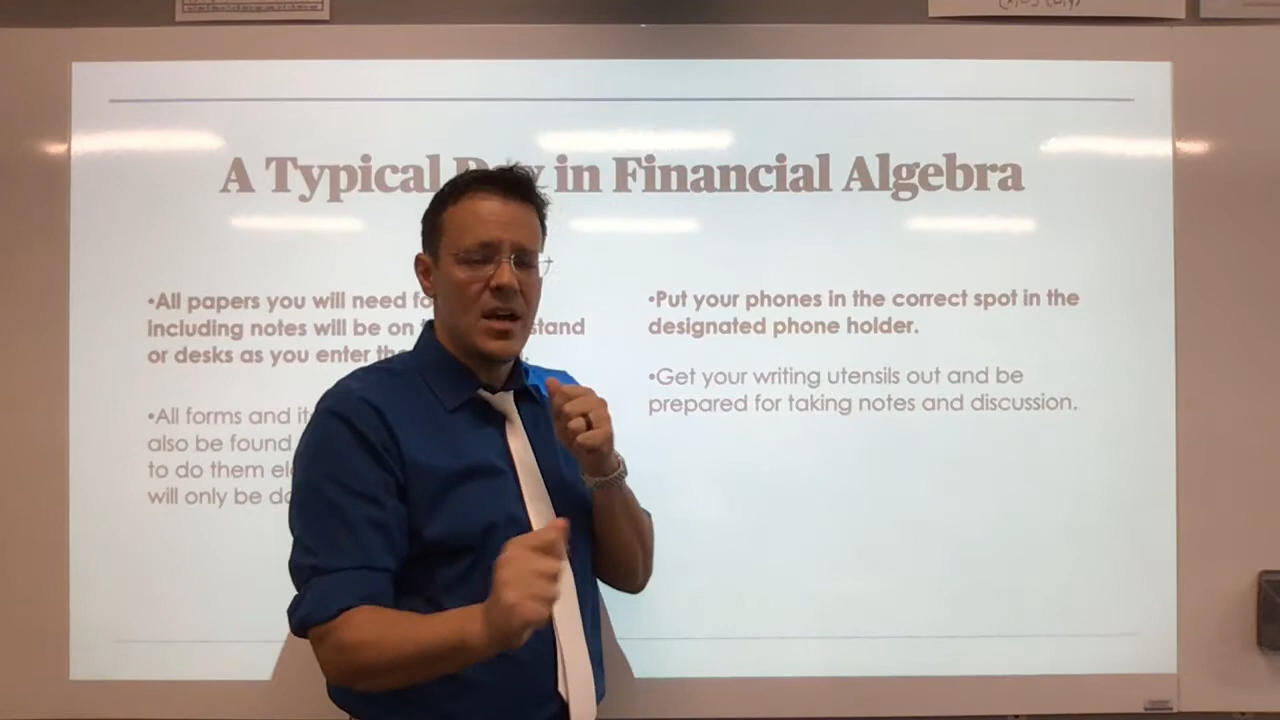 A Typical in Financial Algebra
•All papers you will need
including notes will be on stand
or desks as you enter
•All forms and
also be found
to do them
will only be
•Put your phones in the correct spot in the
designated phone holder.
•Get your writing utensils out and be
prepared for taking notes and discussion.